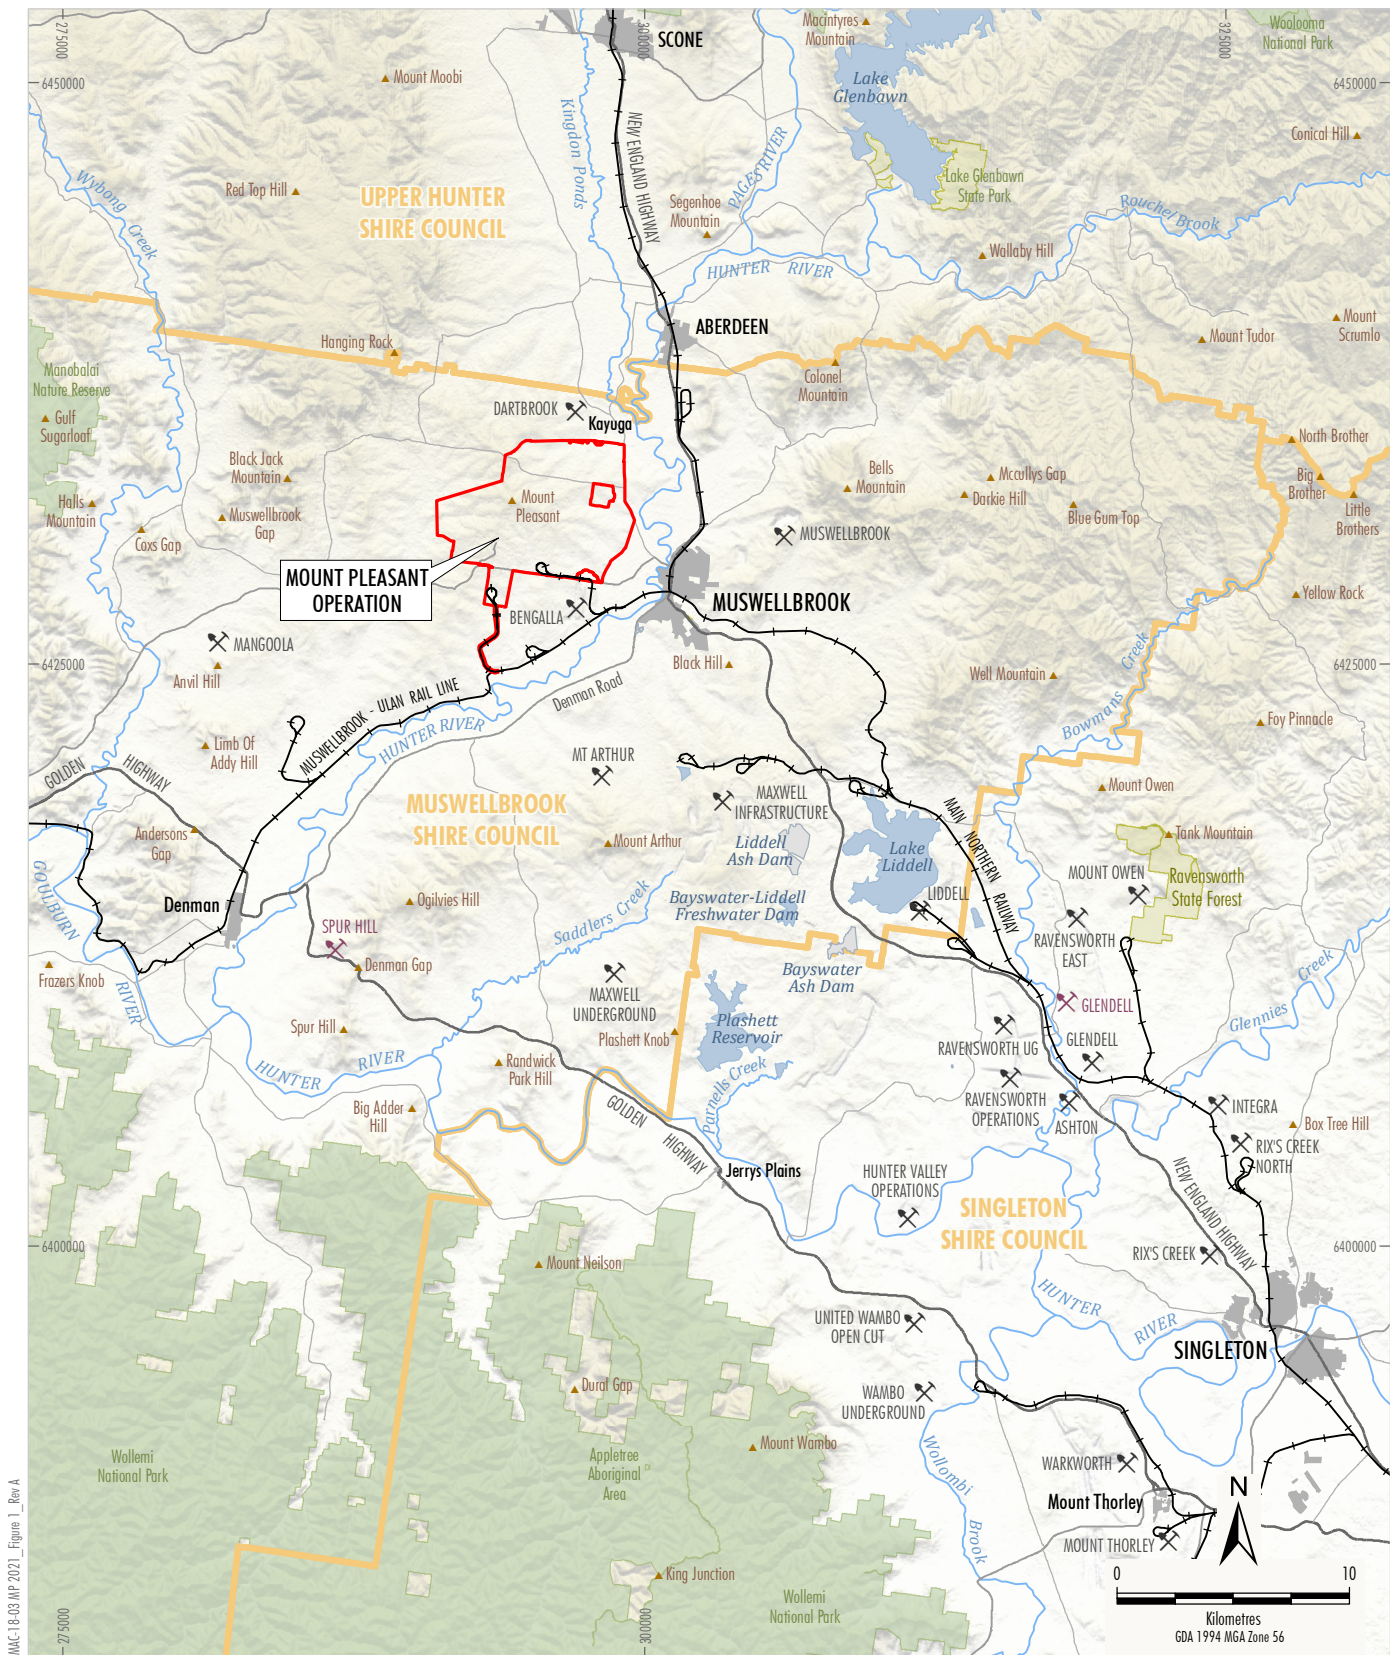 275000
300000
325000
SCONE
Macintyres
Mountain
Woolooma
National Park
6450000
Mount Moobi
Lake
Glenbawn
6450000
Kingdon Ponds
NEW ENGLAND HIGHWAY
PAGES RIVER
Conical Hill
Wybong Creek
Red Top Hill
UPPER HUNTER
SHIRE COUNCIL
Segenhoe
Mountain
Lake Glenbawn
State Park
Rouchel Brook
Wallaby Hill
HUNTER RIVER
ABERDEEN
Mount
Scrumlo
Mount Tudor
Hanging Rock
Manobalai
Nature Reserve
Colonel
Mountain
Gulf
Sugarloaf
DARTBROOK
Kayuga
North Brother
Black Jack
Mountain
Bells
Mountain
Mccullys Gap
Big
Brother
Darkie Hill
Halls
Mountain
Mount
Pleasant
Little
Brothers
Muswellbrook
Gap
Blue Gum Top
Coxs Gap
MUSWELLBROOK
MOUNT PLEASANT
OPERATION
Yellow Rock
BENGALLA
MUSWELLBROOK
MANGOOLA
Bowmans Creek
6425000
Black Hill
6425000
Anvil Hill
Well Mountain
MUSWELLBROOK - ULAN RAIL LINE
Denman Road
Foy Pinnacle
HUNTER RIVER
Limb Of
Addy Hill
GOLDEN HIGHWAY
MT ARTHUR
MUSWELLBROOK
SHIRE COUNCIL
MAXWELL
INFRASTRUCTURE
Mount Owen
MAIN NORTHERN RAILWAY
Andersons
Gap
Mount Arthur
Liddell
Ash Dam
Lake
Liddell
Tank Mountain
GOULBURN RIVER
MOUNT OWEN
Ravensworth
State Forest
Denman
Ogilvies Hill
Saddlers Creek
Bayswater-Liddell
Freshwater Dam
LIDDELL
SPUR HILL
RAVENSWORTH
EAST
Denman Gap
Frazers Knob
Bayswater
Ash Dam
Glennies Creek
MAXWELL
UNDERGROUND
GLENDELL
Spur Hill
Plashett Knob
Plashett
Reservoir
RAVENSWORTH UG
GLENDELL
HUNTER RIVER
Randwick
Park Hill
Parnells Creek
RAVENSWORTH
OPERATIONS
ASHTON
INTEGRA
Big Adder
Hill
GOLDEN HIGHWAY
Box Tree Hill
RIX'S CREEK
NORTH
Jerrys Plains
HUNTER VALLEY
OPERATIONS
NEW ENGLAND HIGHWAY
SINGLETON
SHIRE COUNCIL
6400000
RIX'S CREEK
6400000
Mount Neilson
HUNTER RIVER
UNITED WAMBO
OPEN CUT
SINGLETON
Dural Gap
WAMBO
UNDERGROUND
Wollombi Brook
Mount Wambo
Wollemi
National Park
Appletree
Aboriginal
Area
WARKWORTH
Mount Thorley
N
MOUNT THORLEY
King Junction
Wollemi
National Park
0 10
Kilometres
GDA 1994 MGA Zone 56
275000
300000
MAC-18-03 MP 2021_Figure 1_Rev A